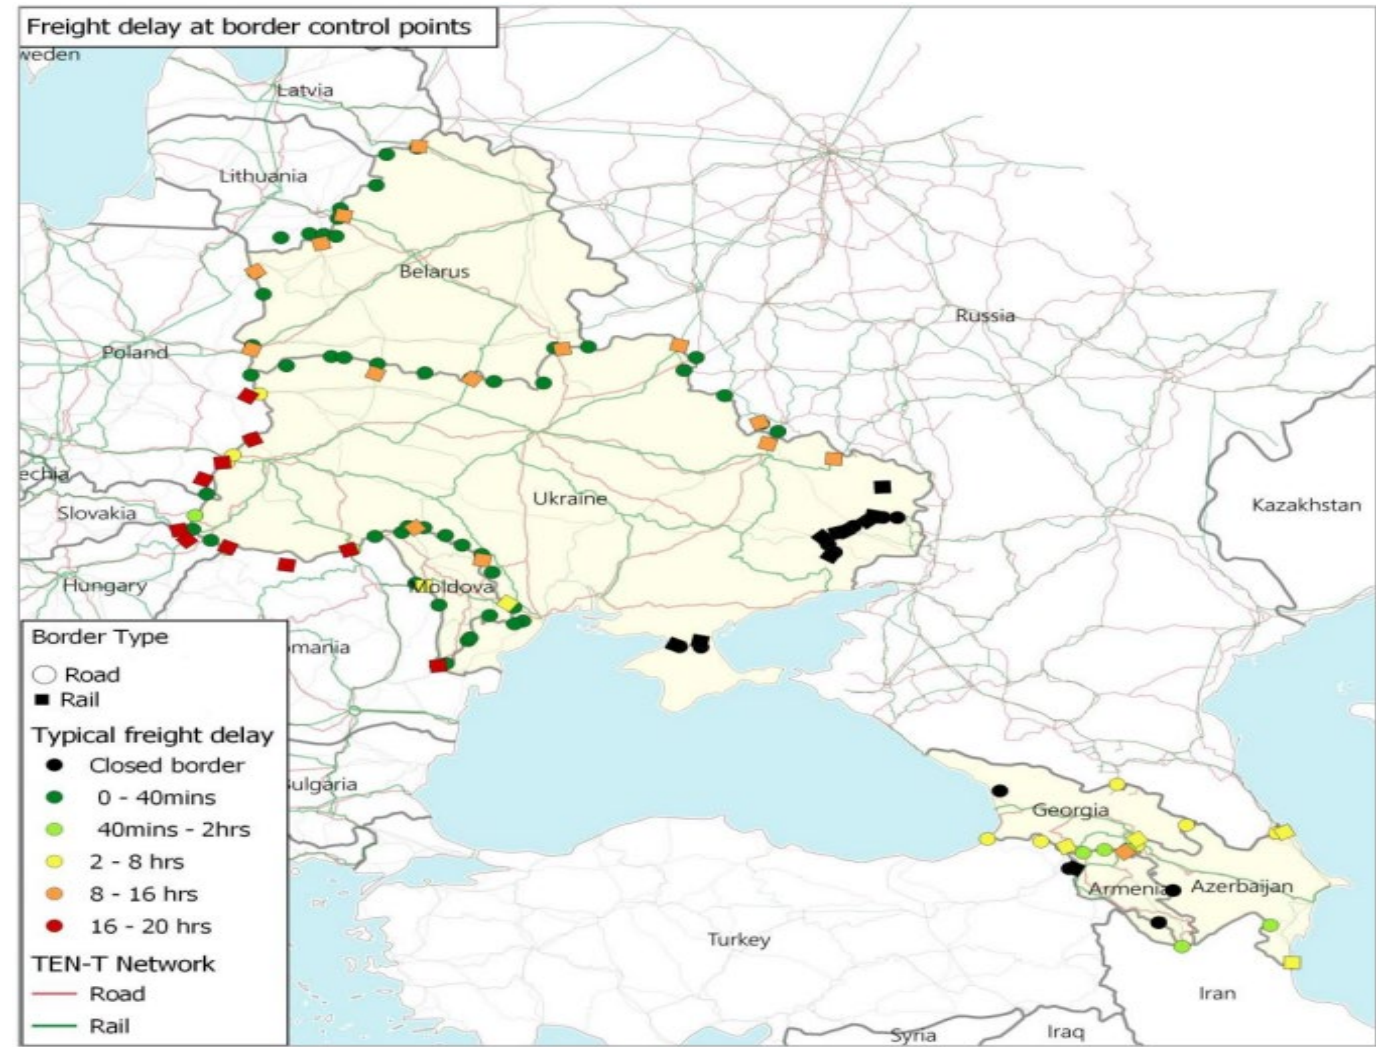 Freight delay at border control points
weden
Latvia
Lithuania
Belarus
Russia
Poland
echia
Slovakia
Ukraine
Kazakhstan
Hungary
Moldova
omania
Border Type
Road
Rail
Typical freight delay
Closed border
0 - 40mins
40mins - 2hrs
2 - 8 hrs
8 - 16 hrs
16 - 20 hrs
TEN-T Network
Road
Rail
ulgaria
Georgia
Armenia
Azerbaijan
Turkey
Iran
Syria
Iraq